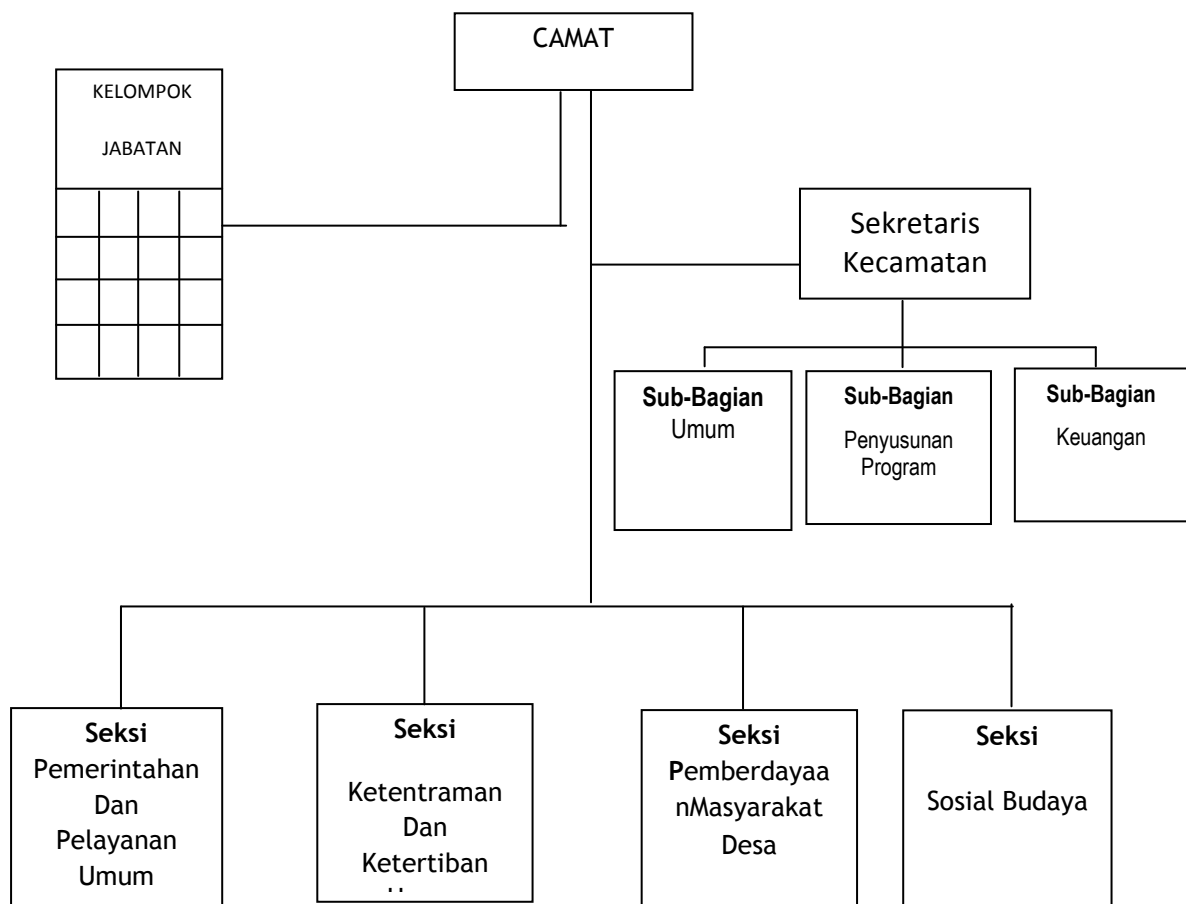 CAMAT
KELOMPOK
JABATAN
Sekretaris
Kecamatan
Sub-Bagian
Umum
Sub-Bagian
Penyusunan
Program
Sub-Bagian
Keuangan
Seksi
Pemerintahan
Dan
Pelayanan
Umum
Seksi
Ketentraman
Dan
Ketertiban
Seksi
Pemberdayaa
nMasyarakat
Desa
Seksi
Sosial Budaya